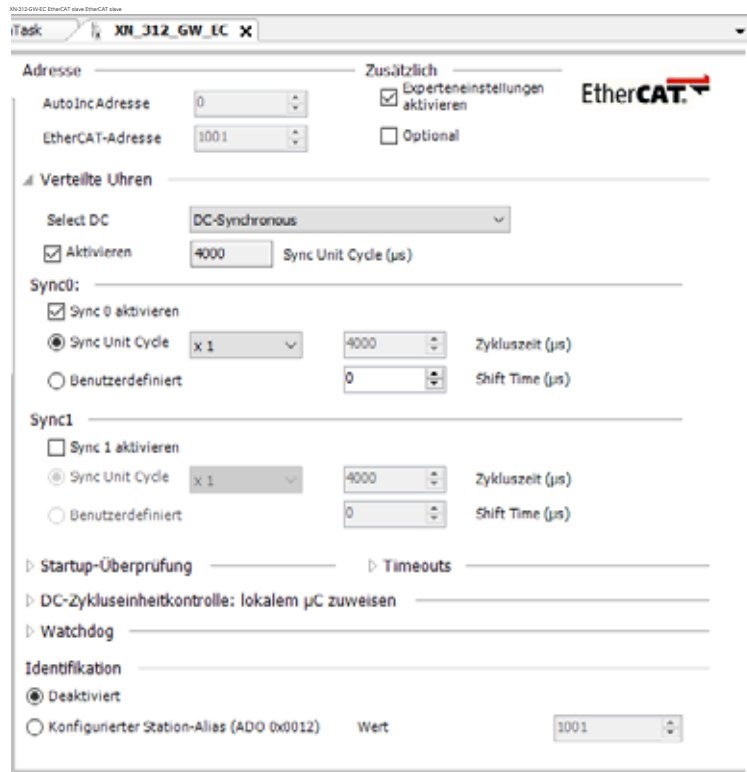 XN-312-GW-EC EtherCAT slave EtherCAT slave
Task XN_312_GW_EC
Adresse Zusätzlich
AutoIncAdresse 0 Experteneinstellungen aktivieren EtherCAT.
EtherCAT-Adresse 1001 Optional
Verteilte Uhren
Select DC DC-Synchronous
Aktivieren 4000 Sync Unit Cycle (µs)
Sync0:
Sync 0 aktivieren
Sync Unit Cycle x 1 4000 Zykluszeit (µs)
Benutzerdefiniert 0 Shift Time (µs)
Sync1
Sync 1 aktivieren
Sync Unit Cycle x 1 4000 Zykluszeit (µs)
Benutzerdefiniert 0 Shift Time (µs)
Startup-Überprüfung Timeouts
DC-Zykluseinheitkontrolle: lokalem µC zuweisen
Watchdog
Identifikation
Deaktiviert
Konfigurierter Station-Alias (ADO 0x0012) Wert 1001